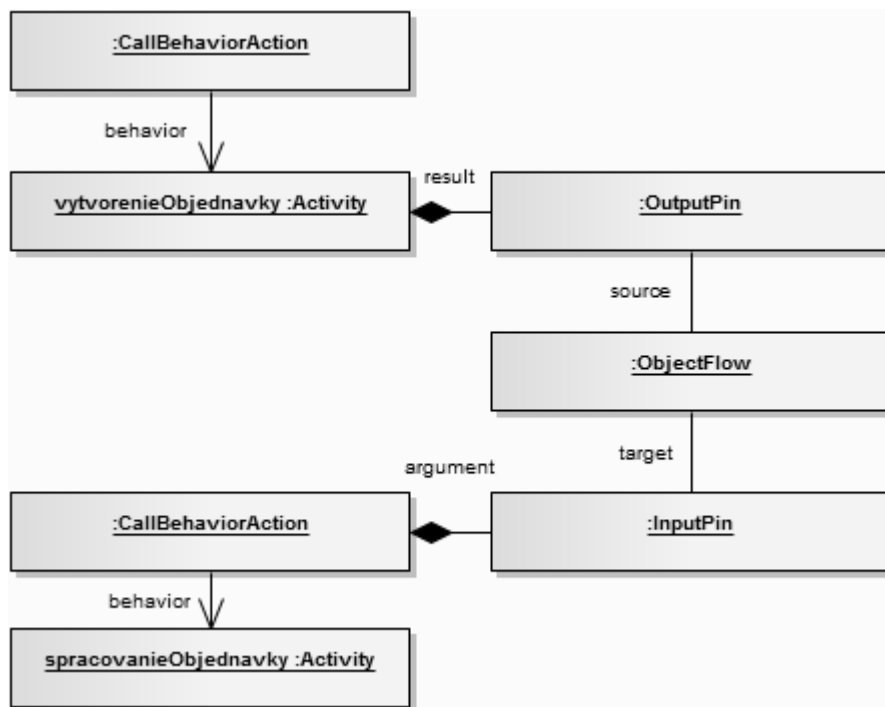 :CallBehaviorAction
behavior
result
vytvorenieObjednavky :Activity
:OutputPin
source
:ObjectFlow
target
argument
:CallBehaviorAction
:InputPin
behavior
spracovanieObjednavky :Activity